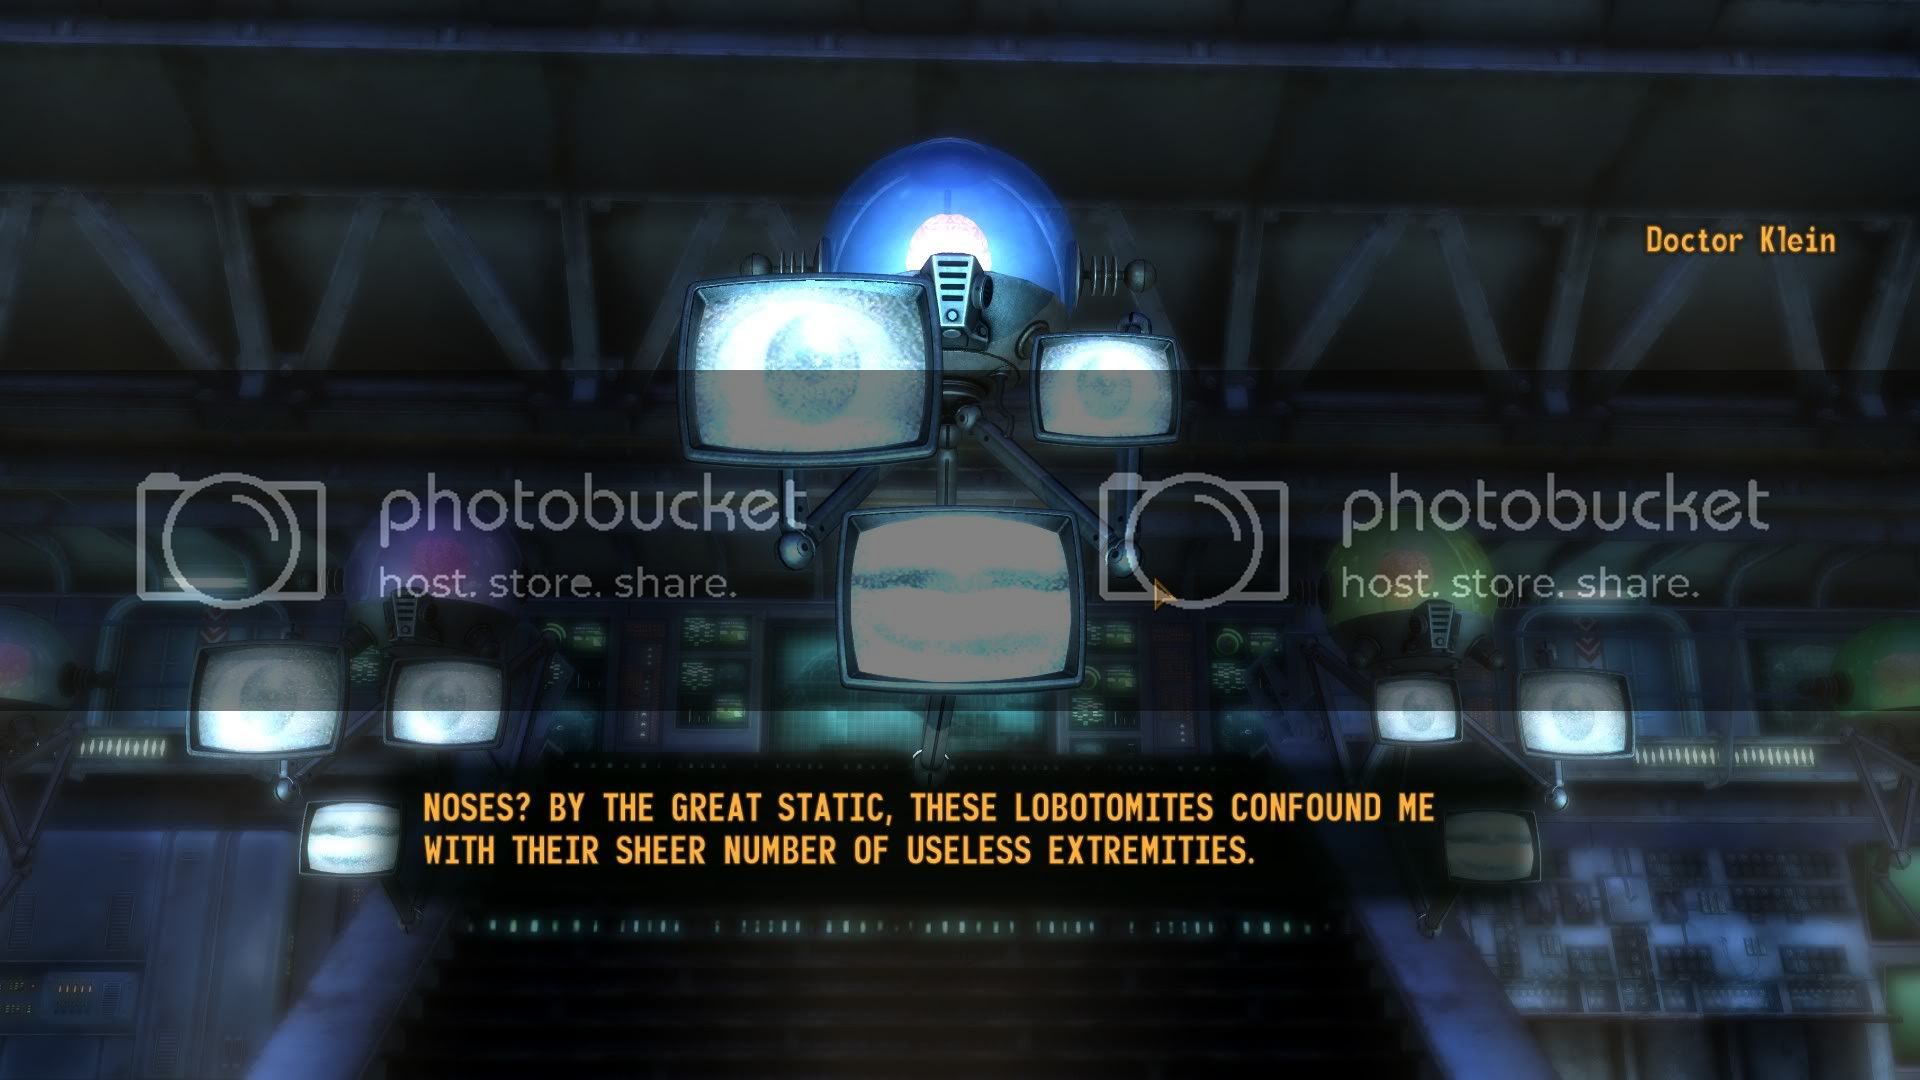 Doctor Klein
photobucket
host. store. share.
photobucket
host. store. share.
NOSES? BY THE GREAT STATIC, THESE LOBOTOMITES CONFOUND ME
WITH THEIR SHEER NUMBER OF USELESS EXTREMITIES.